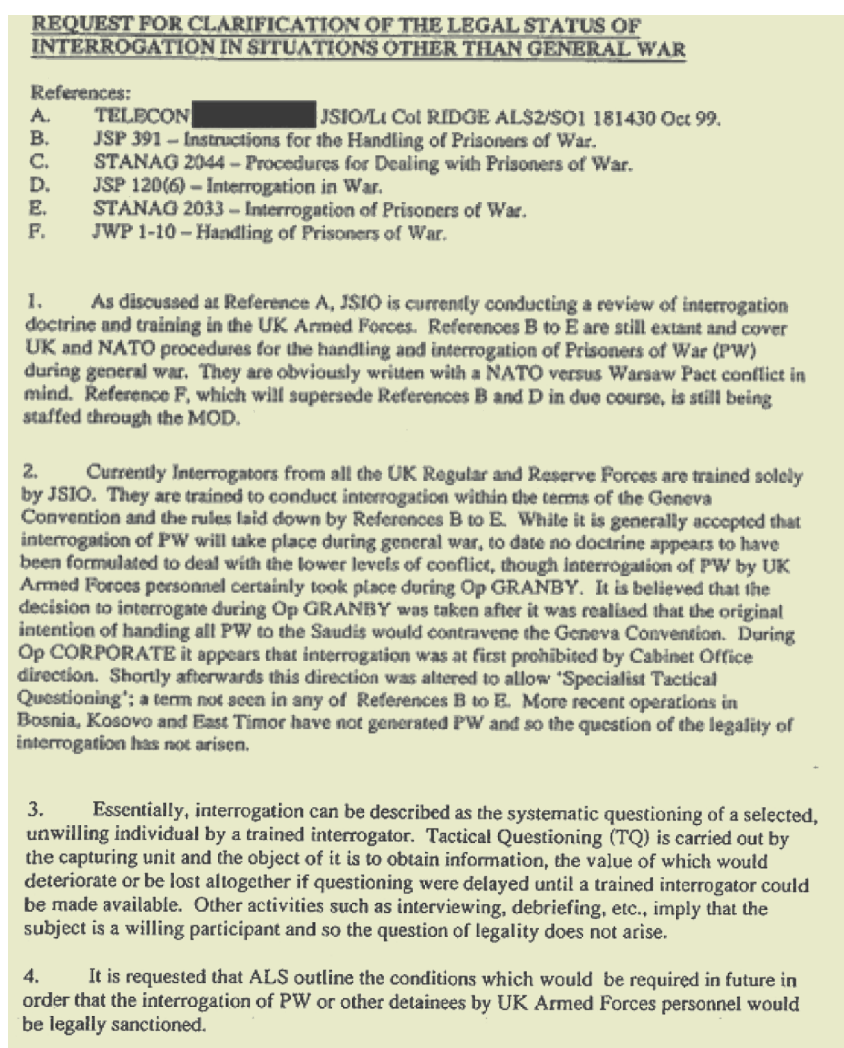 REQUEST FOR CLARIFICATION OF THE LEGAL STATUS OF
INTERROGATION IN SITUATIONS OTHER THAN GENERAL WAR
References:
A. TELECON JSIO/Lt Col RIDGE ALS2/SO1 181430 Oct 99.
B. JSP 391 – Instructions for the Handling of Prisoners of War.
C. STANAG 2044 – Procedures for Dealing with Prisoners of War.
D. JSP 120(6) – Interrogation in War.
E. STANAG 2033 – Interrogation of Prisoners of War.
F. JWP 1-10 – Handling of Prisoners of War.
1. As discussed at Reference A, JSIO is currently conducting a review of interrogation
doctrine and training in the UK Armed Forces. References B to E are still extant and cover
UK and NATO procedures for the handling and interrogation of Prisoners of War (PW)
during general war. They are obviously written with a NATO versus Warsaw Pact conflict in
mind. Reference F, which will supersede References B and D in due course, is still being
staffed through the MOD.
2. Currently Interrogators from all the UK Regular and Reserve Forces are trained solely
by JSIO. They are trained to conduct interrogation within the terms of the Geneva
Convention and the rules laid down by References B to E. While it is generally accepted that
interrogation of PW will take place during general war, to date no doctrine appears to have
been formulated to deal with the lower levels of conflict, though interrogation of PW by UK
Armed Forces personnel certainly took place during Op GRANBY. It is believed that the
decision to interrogate during Op GRANBY was taken after it was realised that the original
intention of handing all PW to the Saudis would contravene the Geneva Convention. During
Op CORPORATE it appears that interrogation was at first prohibited by Cabinet Office
direction. Shortly afterwards this direction was altered to allow 'Specialist Tactical
Questioning'; a term not seen in any of References B to E. More recent operations in
Bosnia, Kosovo and East Timor have not generated PW and so the question of the legality of
interrogation has not arisen.
3. Essentially, interrogation can be described as the systematic questioning of a selected,
unwilling individual by a trained interrogator. Tactical Questioning (TQ) is carried out by
the capturing unit and the object of it is to obtain information, the value of which would
deteriorate or be lost altogether if questioning were delayed until a trained interrogator could
be made available. Other activities such as interviewing, debriefing, etc., imply that the
subject is a willing participant and so the question of legality does not arise.
4. It is requested that ALS outline the conditions which would be required in future in
order that the interrogation of PW or other detainees by UK Armed Forces personnel would
be legally sanctioned.